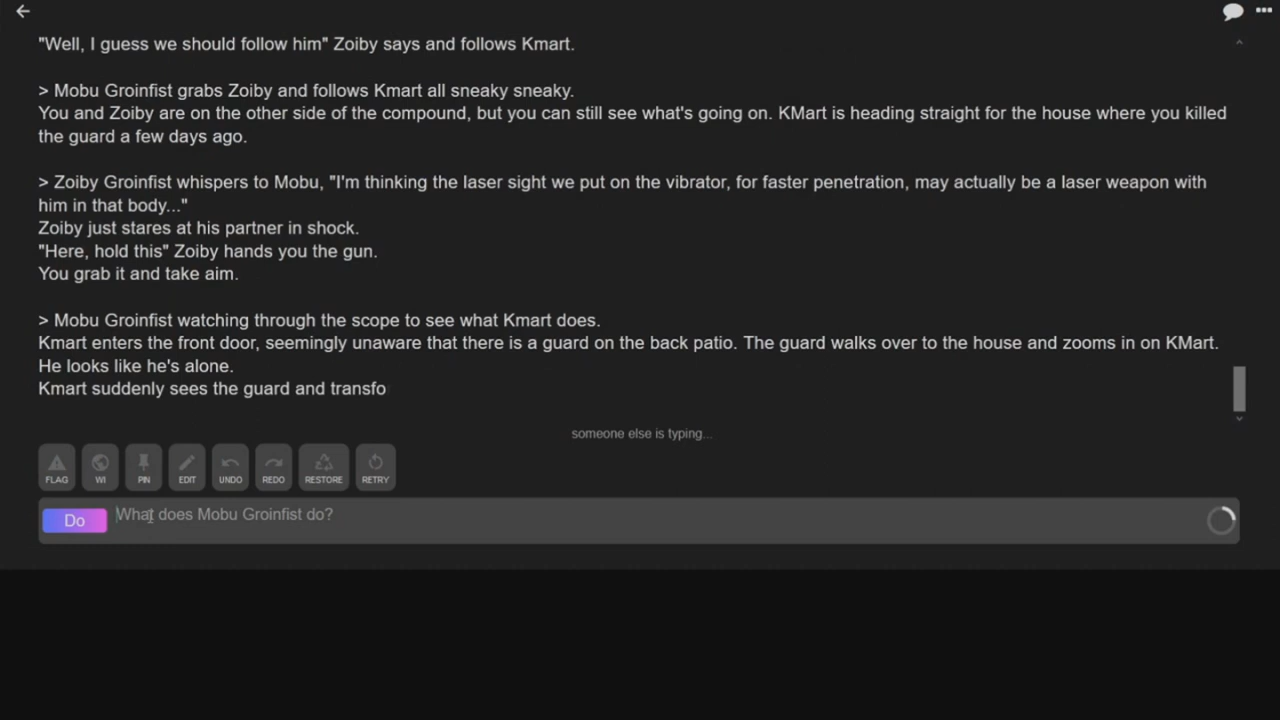 "Well, I guess we should follow him" Zoiby says and follows Kmart.
> Mobu Groinfist grabs Zoiby and follows Kmart all sneaky sneaky.
You and Zoiby are on the other side of the compound, but you can still see what's going on. KMart is heading straight for the house where you killed
the guard a few days ago.
> Zoiby Groinfist whispers to Mobu, "I'm thinking the laser sight we put on the vibrator, for faster penetration, may actually be a laser weapon with
him in that body..."
Zoiby just stares at his partner in shock.
"Here, hold this" Zoiby hands you the gun.
You grab it and take aim.
> Mobu Groinfist watching through the scope to see what Kmart does.
Kmart enters the front door, seemingly unaware that there is a guard on the back patio. The guard walks over to the house and zooms in on KMart.
He looks like he's alone.
Kmart suddenly sees the guard and transfo
someone else is typing...
FLAG WI PIN EDIT UNDO REDO RESTORE RETRY
Do What does Mobu Groinfist do?